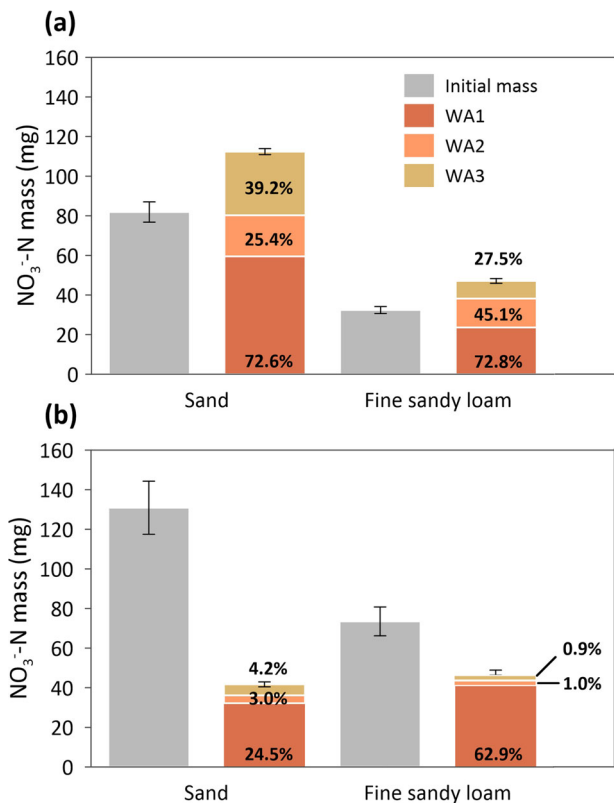 (a)
160
140
120
100
80
60
40
20
0
NO₃⁻-N mass (mg)
Initial mass
WA1
WA2
WA3
39.2%
25.4%
72.6%
27.5%
45.1%
72.8%
Sand
Fine sandy loam
(b)
160
140
120
100
80
60
40
20
0
NO₃⁻-N mass (mg)
4.2%
3.0%
24.5%
0.9%
1.0%
62.9%
Sand
Fine sandy loam